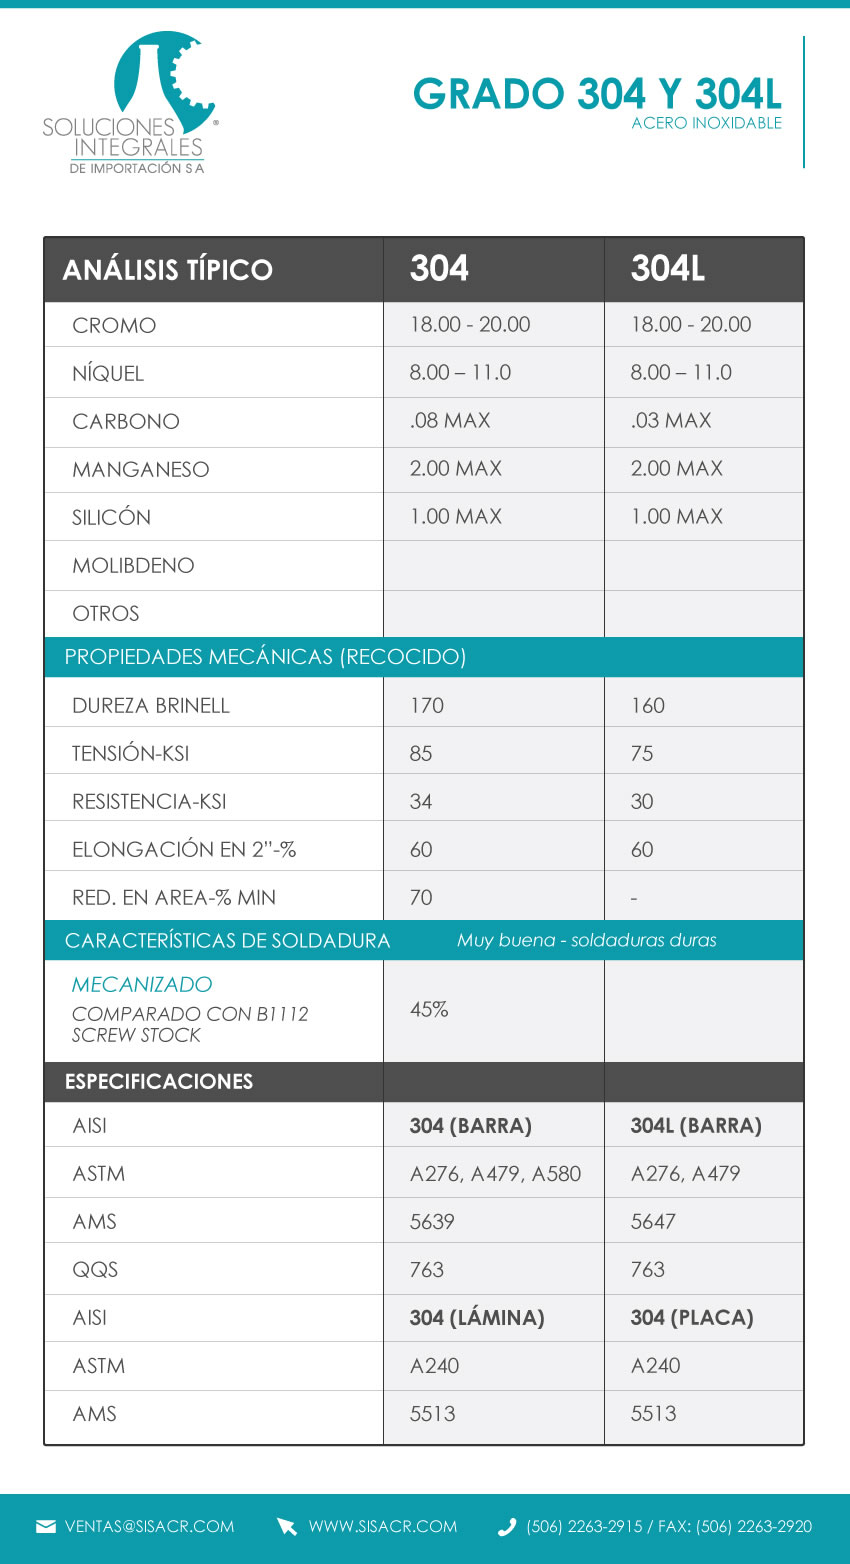 SOLUCIONES
INTEGRALES
DE IMPORTACIÓN S A
®
GRADO 304 Y 304L
ACERO INOXIDABLE
ANÁLISIS TÍPICO 304 304L
CROMO 18.00 - 20.00 18.00 - 20.00
NÍQUEL 8.00 – 11.0 8.00 – 11.0
CARBONO .08 MAX .03 MAX
MANGANESO 2.00 MAX 2.00 MAX
SILICÓN 1.00 MAX 1.00 MAX
MOLIBDENO
OTROS
PROPIEDADES MECÁNICAS (RECOCIDO)
DUREZA BRINELL 170 160
TENSIÓN-KSI 85 75
RESISTENCIA-KSI 34 30
ELONGACIÓN EN 2”-% 60 60
RED. EN AREA-% MIN 70 -
CARACTERÍSTICAS DE SOLDADURA Muy buena - soldaduras duras
MECANIZADO
COMPARADO CON B1112
SCREW STOCK
45%
ESPECIFICACIONES
AISI 304 (BARRA) 304L (BARRA)
ASTM A276, A479, A580 A276, A479
AMS 5639 5647
QQS 763 763
AISI 304 (LÁMINA) 304 (PLACA)
ASTM A240 A240
AMS 5513 5513
VENTAS@SISACR.COM WWW.SISACR.COM (506) 2263-2915 / FAX: (506) 2263-2920